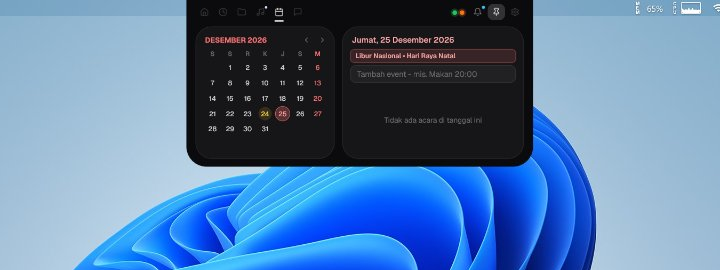 MEM 65% CPU
DESEMBER 2026
S S R K J S M
1 2 3 4 5 6
7 8 9 10 11 12 13
14 15 16 17 18 19 20
21 22 23 24 25 26 27
28 29 30 31
Jumat, 25 Desember 2026
Libur Nasional • Hari Raya Natal
Tambah event - mis. Makan 20:00
Tidak ada acara di tanggal ini